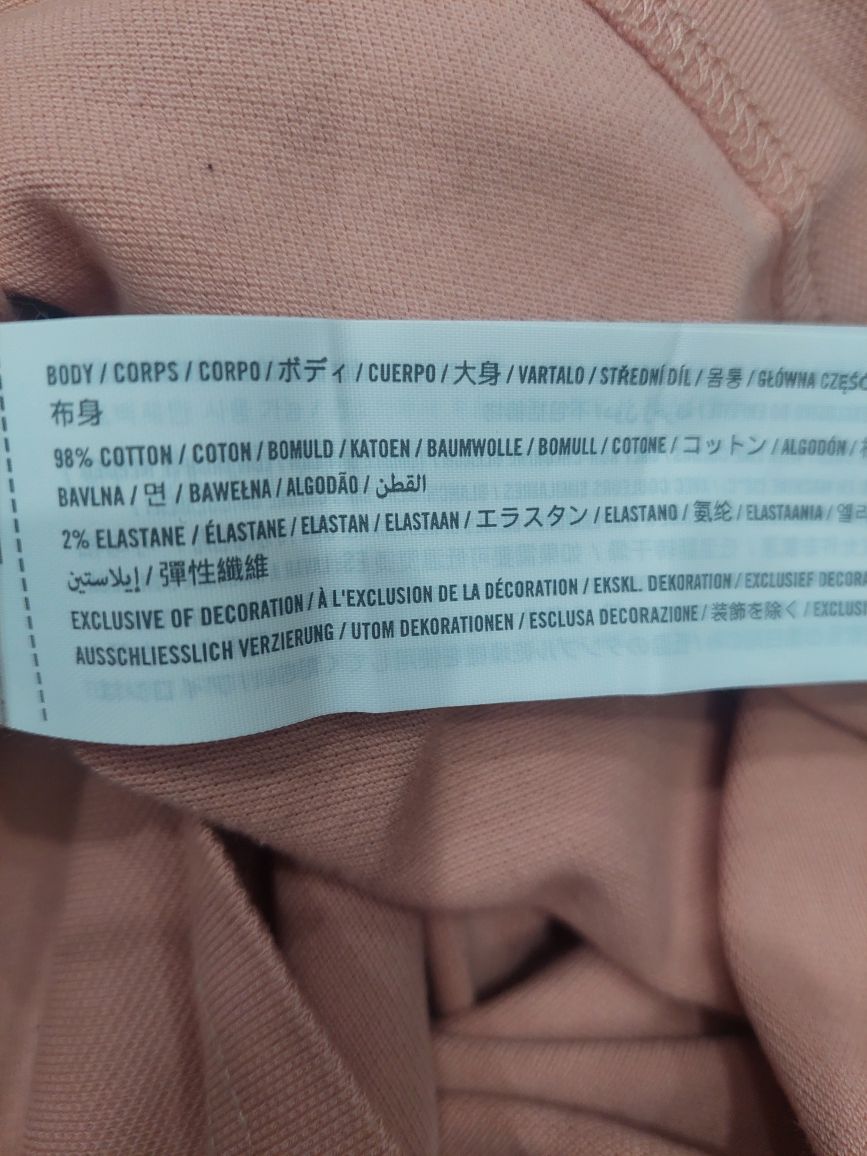 BODY / CORPS / CORPO / ボディ / CUERPO / 大身 / VARTALO / STŘEDNÍ DÍL / 몸통 / GŁÓWNA CZĘŚĆ
布身
98% COTTON / COTON / BOMULD / KATOEN / BAUMWOLLE / BOMULL / COTONE / コットン / ALGODÓN /
BAVLNA / 면 / BAWEŁNA / ALGODÃO / القطن
2% ELASTANE / ÉLASTANE / ELASTAN / ELASTAAN / エラスタン / ELASTANO / 氨纶 / ELASTAANIA /
إيلاستين / 彈性纖維
EXCLUSIVE OF DECORATION / À L'EXCLUSION DE LA DÉCORATION / EKSKL. DEKORATION / EXCLUSIEF
AUSSCHLIESSLICH VERZIERUNG / UTOM DEKORATIONEN / ESCLUSA DECORAZIONE / 装飾を除く /